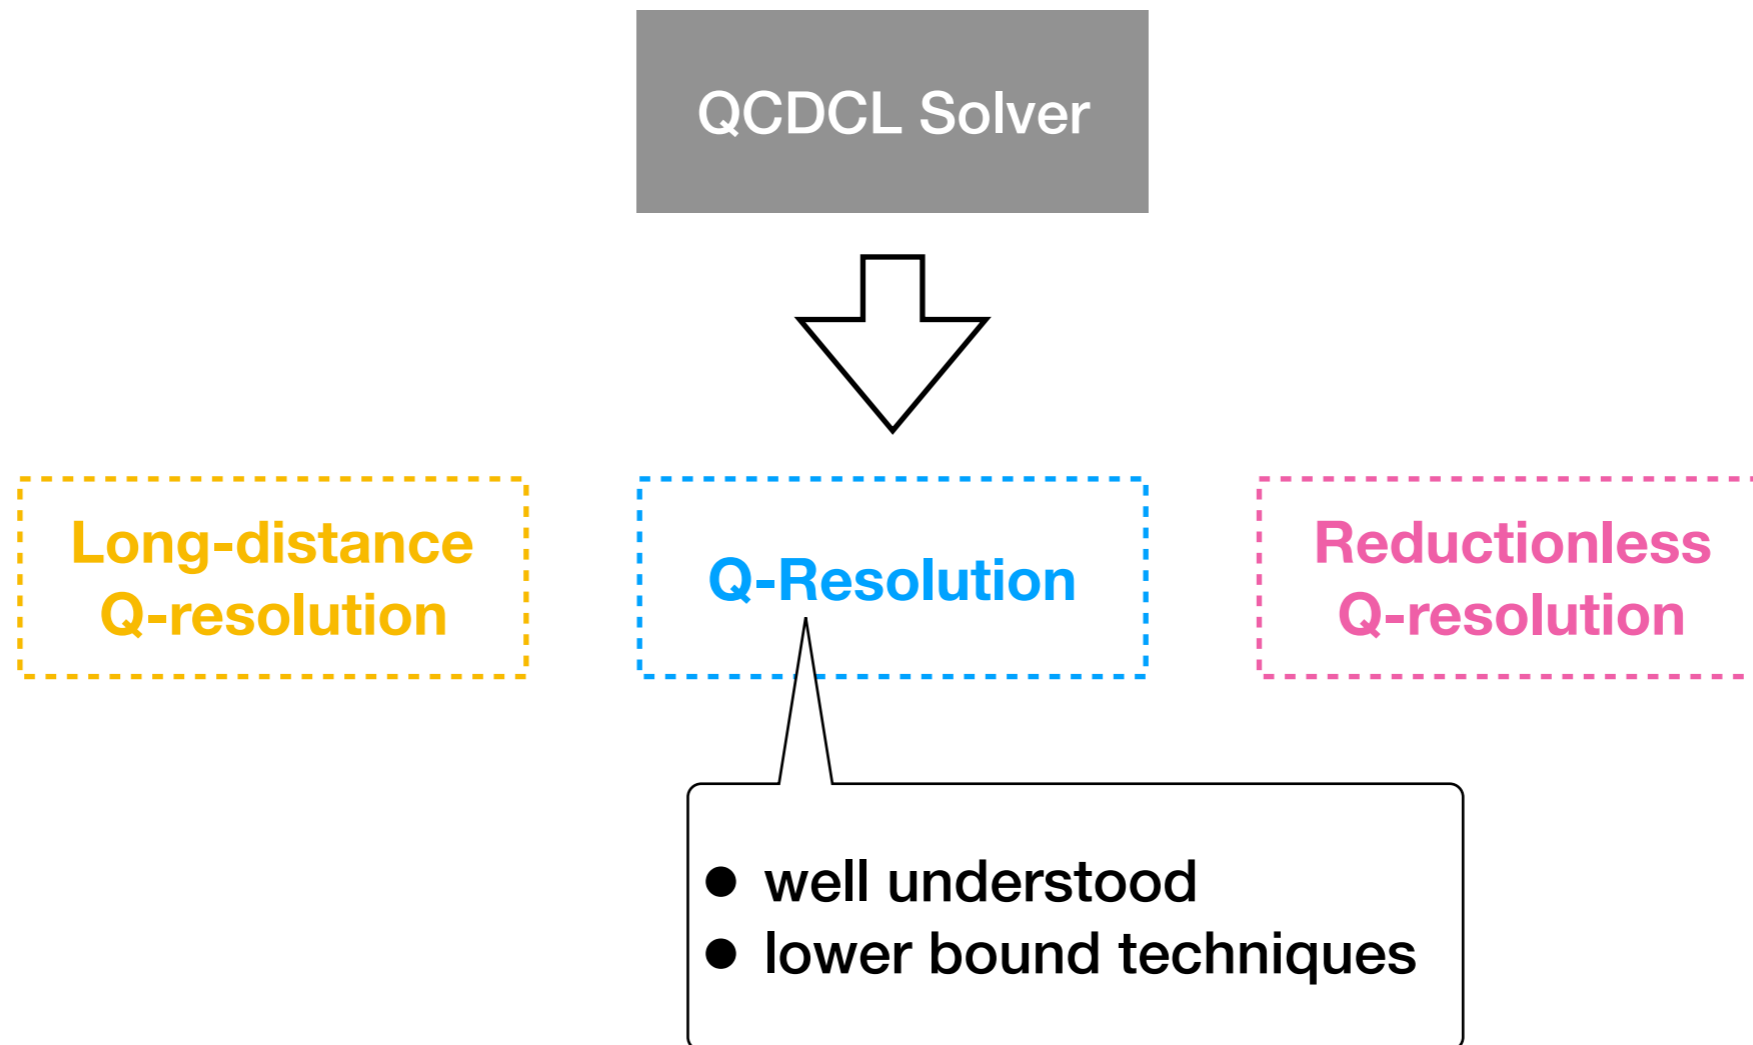 QCDCL Solver
Long-distance
Q-resolution
Q-Resolution
Reductionless
Q-resolution
● well understood
● lower bound techniques